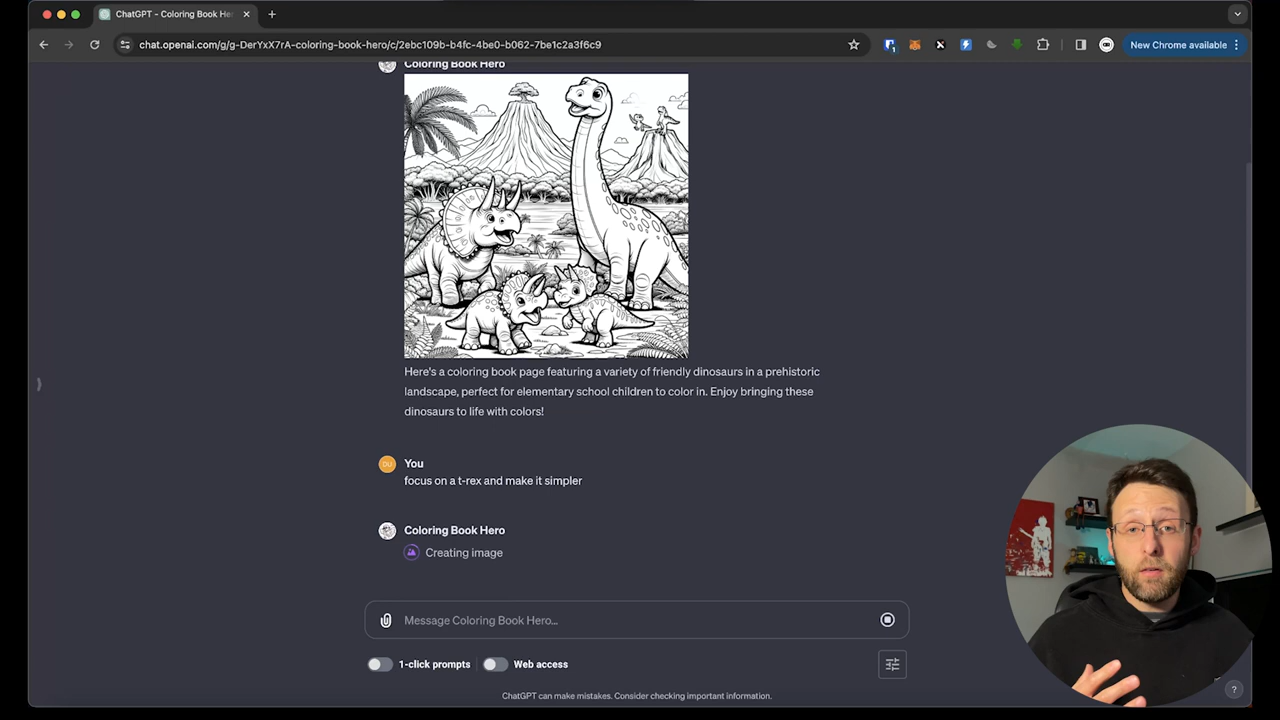 ChatGPT - Coloring Book He
chat.openai.com/g/g-DerYxX7rA-coloring-book-hero/c/2ebc109b-b4fc-4be0-b062-7be1c2a3f6c9
1
New Chrome available
Coloring Book Hero
Here's a coloring book page featuring a variety of friendly dinosaurs in a prehistoric
landscape, perfect for elementary school children to color in. Enjoy bringing these
dinosaurs to life with colors!
DU
You
focus on a t-rex and make it simpler
Coloring Book Hero
Creating image
Message Coloring Book Hero...
1-click prompts
Web access
ChatGPT can make mistakes. Consider checking important information.
?